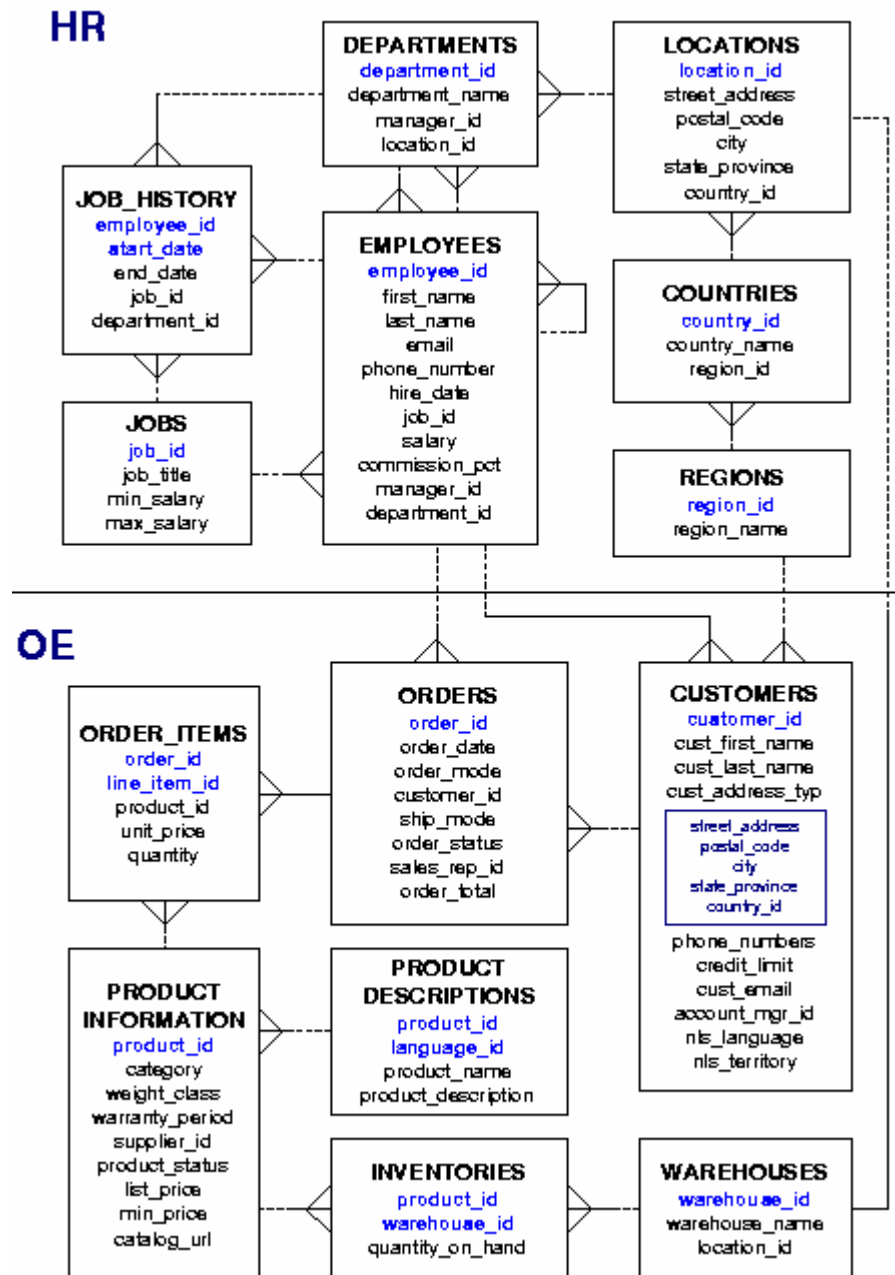 HR
DEPARTMENTS
department_id
department_name
manager_id
location_id
LOCATIONS
location_id
street_address
postal_code
city
state_province
country_id
JOB_HISTORY
employee_id
start_date
end_date
job_id
department_id
EMPLOYEES
employee_id
first_name
last_name
email
phone_number
hire_date
job_id
salary
commission_pct
manager_id
department_id
COUNTRIES
country_id
country_name
region_id
JOBS
job_id
job_title
min_salary
max_salary
REGIONS
region_id
region_name
OE
ORDER_ITEMS
order_id
line_item_id
product_id
unit_price
quantity
ORDERS
order_id
order_date
order_mode
customer_id
ship_mode
order_status
sales_rep_id
order_total
CUSTOMERS
customer_id
cust_first_name
cust_last_name
cust_address_typ
street_address
postal_code
city
state_province
country_id
phone_numbers
credit_limit
cust_email
account_mgr_id
nls_language
nls_territory
PRODUCT
INFORMATION
product_id
category
weight_class
warranty_period
supplier_id
product_status
list_price
min_price
catalog_url
PRODUCT
DESCRIPTIONS
product_id
language_id
product_name
product_description
INVENTORIES
product_id
warehouse_id
quantity_on_hand
WAREHOUSES
warehouse_id
warehouse_name
location_id